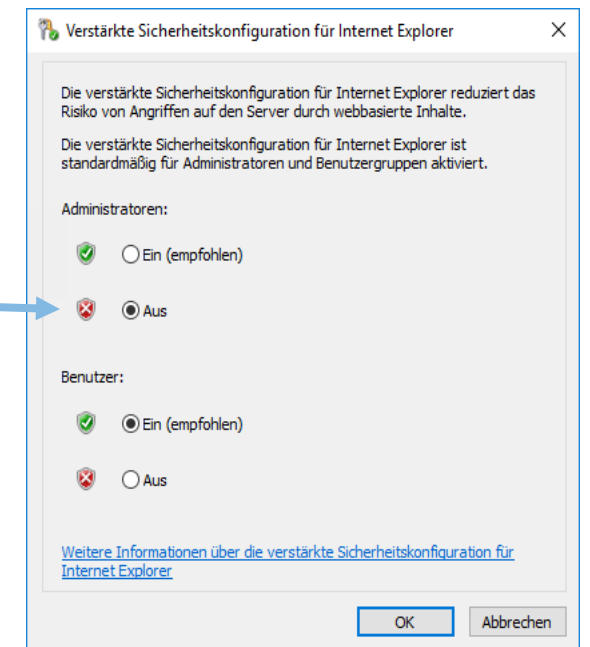 Verstärkte Sicherheitskonfiguration für Internet Explorer
Die verstärkte Sicherheitskonfiguration für Internet Explorer reduziert das
Risiko von Angriffen auf den Server durch webbasierte Inhalte.
Die verstärkte Sicherheitskonfiguration für Internet Explorer ist
standardmäßig für Administratoren und Benutzergruppen aktiviert.
Administratoren:
Ein (empfohlen)
Aus
Benutzer:
Ein (empfohlen)
Aus
Weitere Informationen über die verstärkte Sicherheitskonfiguration für
Internet Explorer
OK Abbrechen